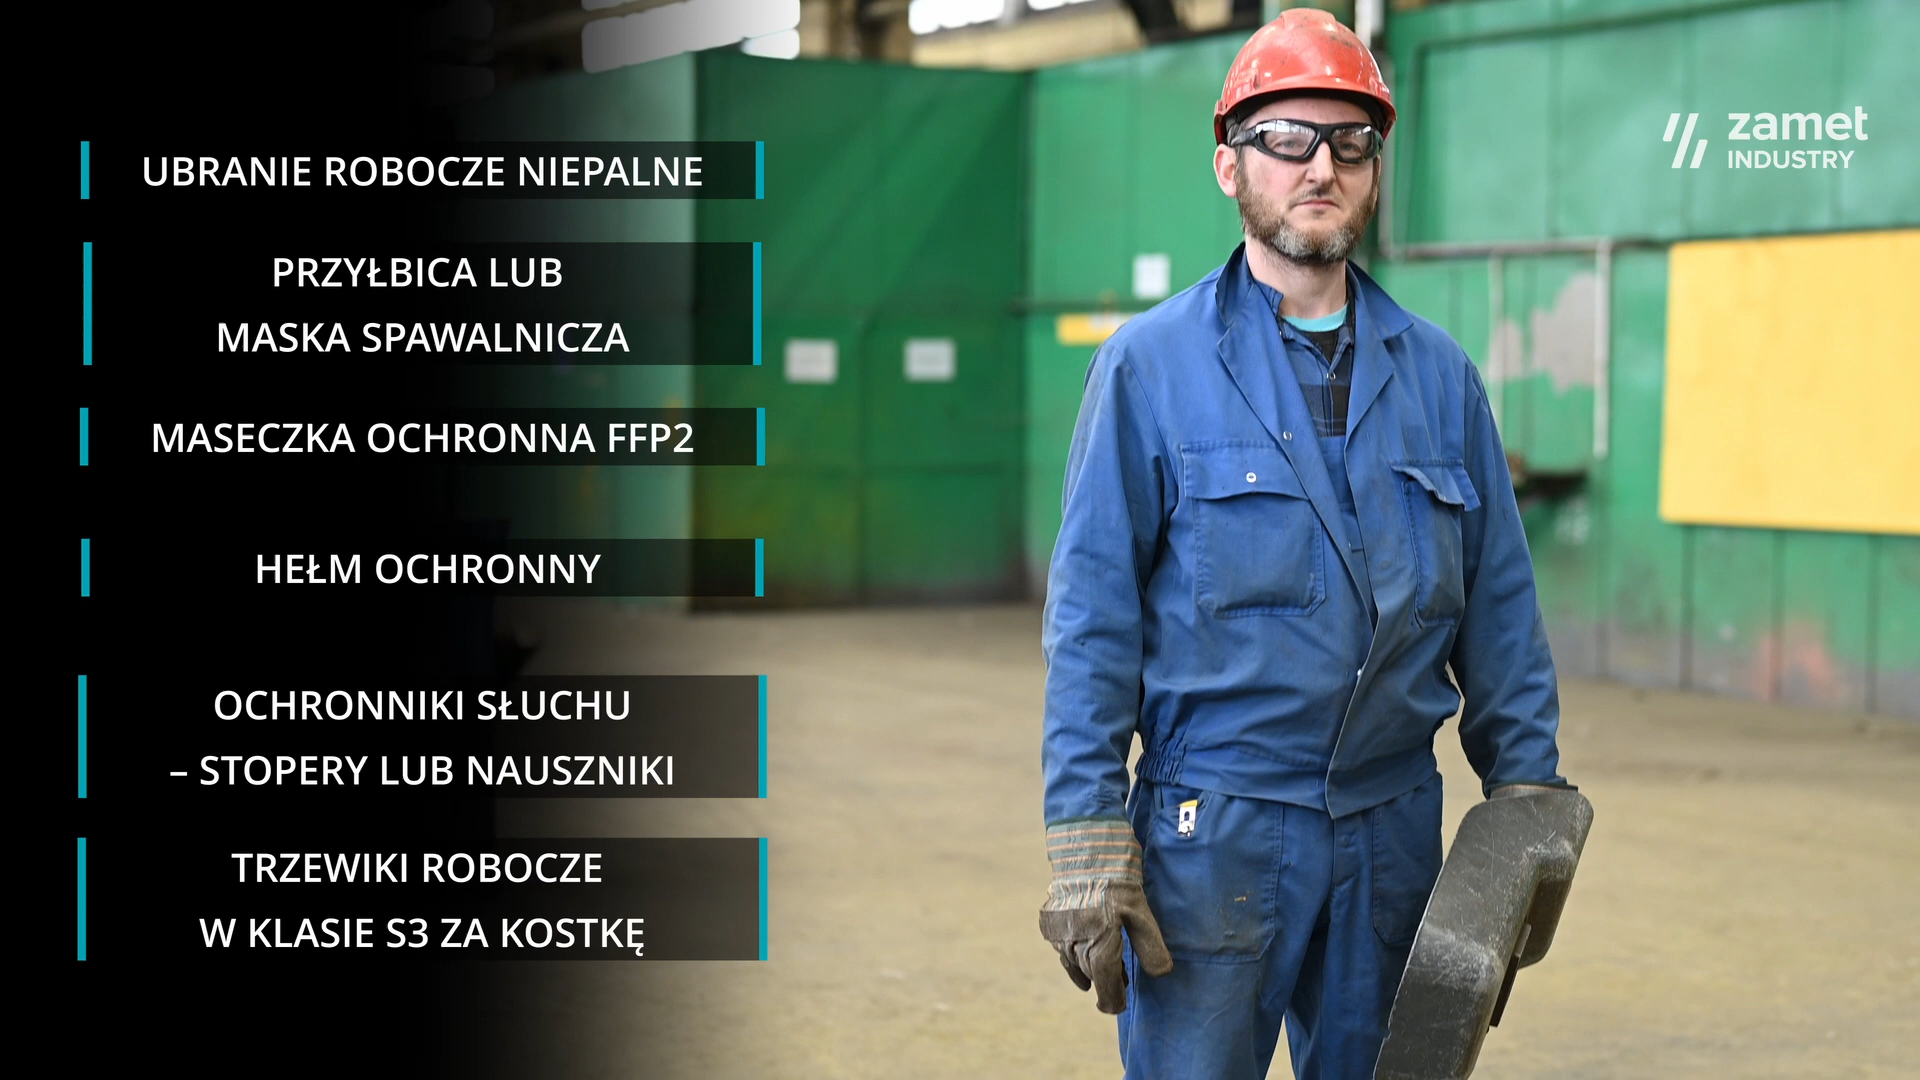 UBRANIE ROBOCZE NIEPALNE
PRZYŁBICA LUB
MASKA SPAWALNICZA
MASECZKA OCHRONNA FFP2
HEŁM OCHRONNY
OCHRONNIKI SŁUCHU
– STOPERY LUB NAUSZNIKI
TRZEWIKI ROBOCZE
W KLASIE S3 ZA KOSTKĘ
zamet
INDUSTRY